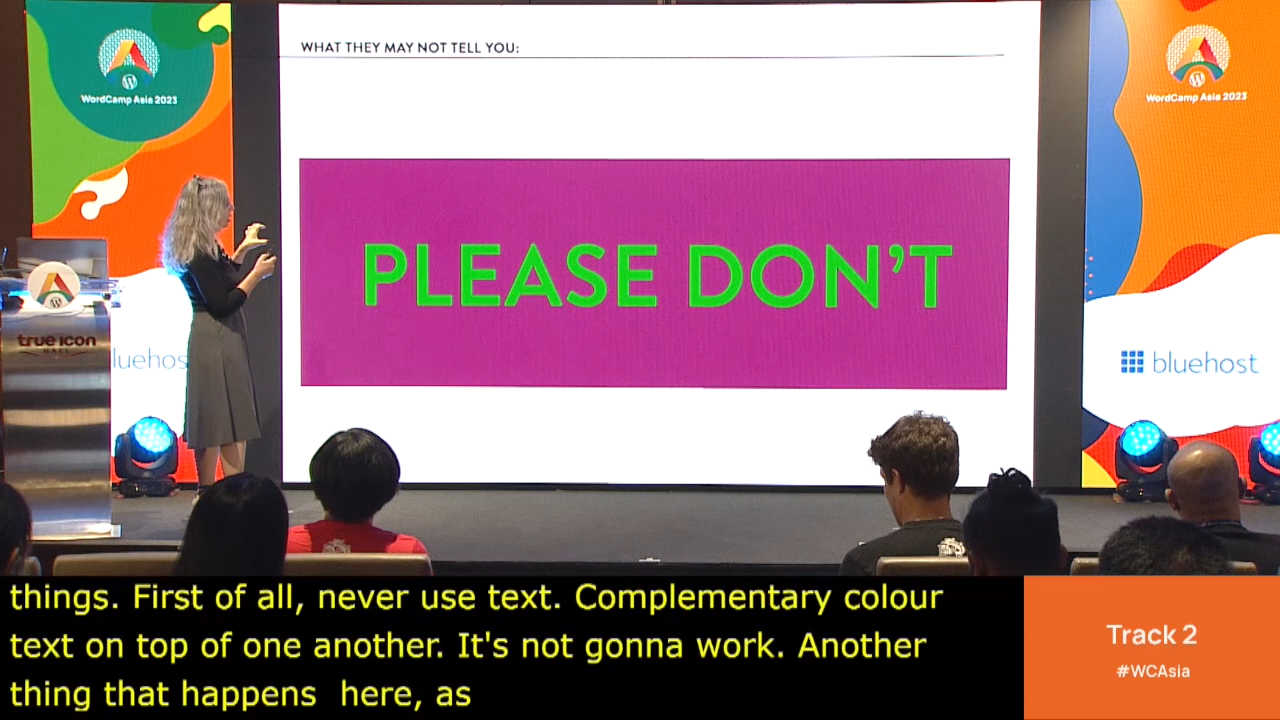 WHAT THEY MAY NOT TELL YOU:
WordCamp Asia 2023
WordCamp Asia 2023
PLEASE DON'T
true icon
HALL
luehos
bluehost
things. First of all, never use text. Complementary colour
text on top of one another. It's not gonna work. Another
thing that happens here, as
Track 2
#WCAsia